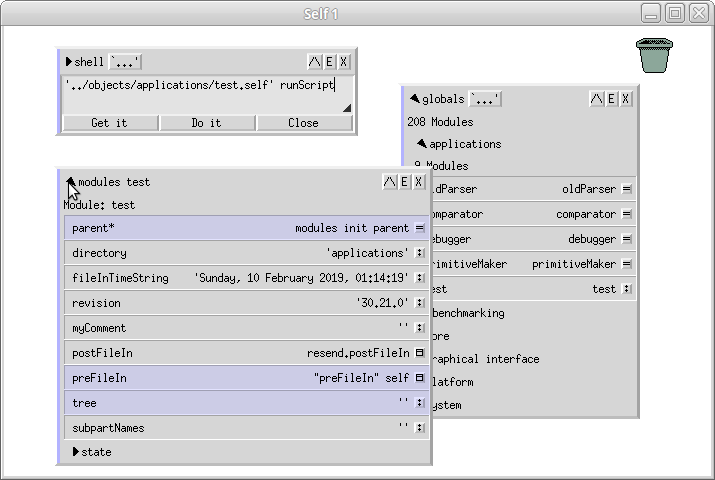 Self 1
shell `...' /\ E X
'../objects/applications/test.self' runScript
Get it Do it Close
globals `...' /\ E X
208 Modules
applications
9 Modules
ldParser oldParser
omparator comparator
ebugger debugger
rimitiveMaker primitiveMaker
est test
benchmarking
ore
raphical interface
latform
ystem
modules test /\ E X
Module: test
parent* modules init parent
directory 'applications'
fileInTimeString 'Sunday, 10 February 2019, 01:14:19'
revision '30.21.0'
myComment ''
postFileIn resend.postFileIn
preFileIn "preFileIn" self
tree ''
subpartNames ''
state